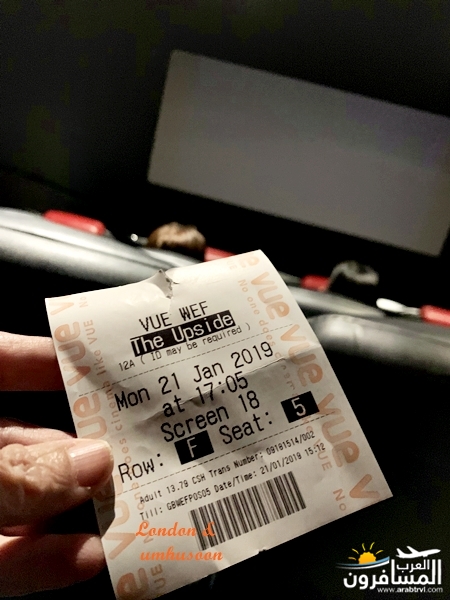 VUE WEF
The Upside
12A ( ID may be required )
Mon 21 Jan 2019
at 17:05
Screen 18
Row: F Seat: 5
Adult 13.79 CSH Trans Number: 09181514/002
Till: GBWEFPOS05 Date/Time: 21/01/2019 15:12
London &
umhusoon
العرب
المسافرون
www.arabtrvl.com